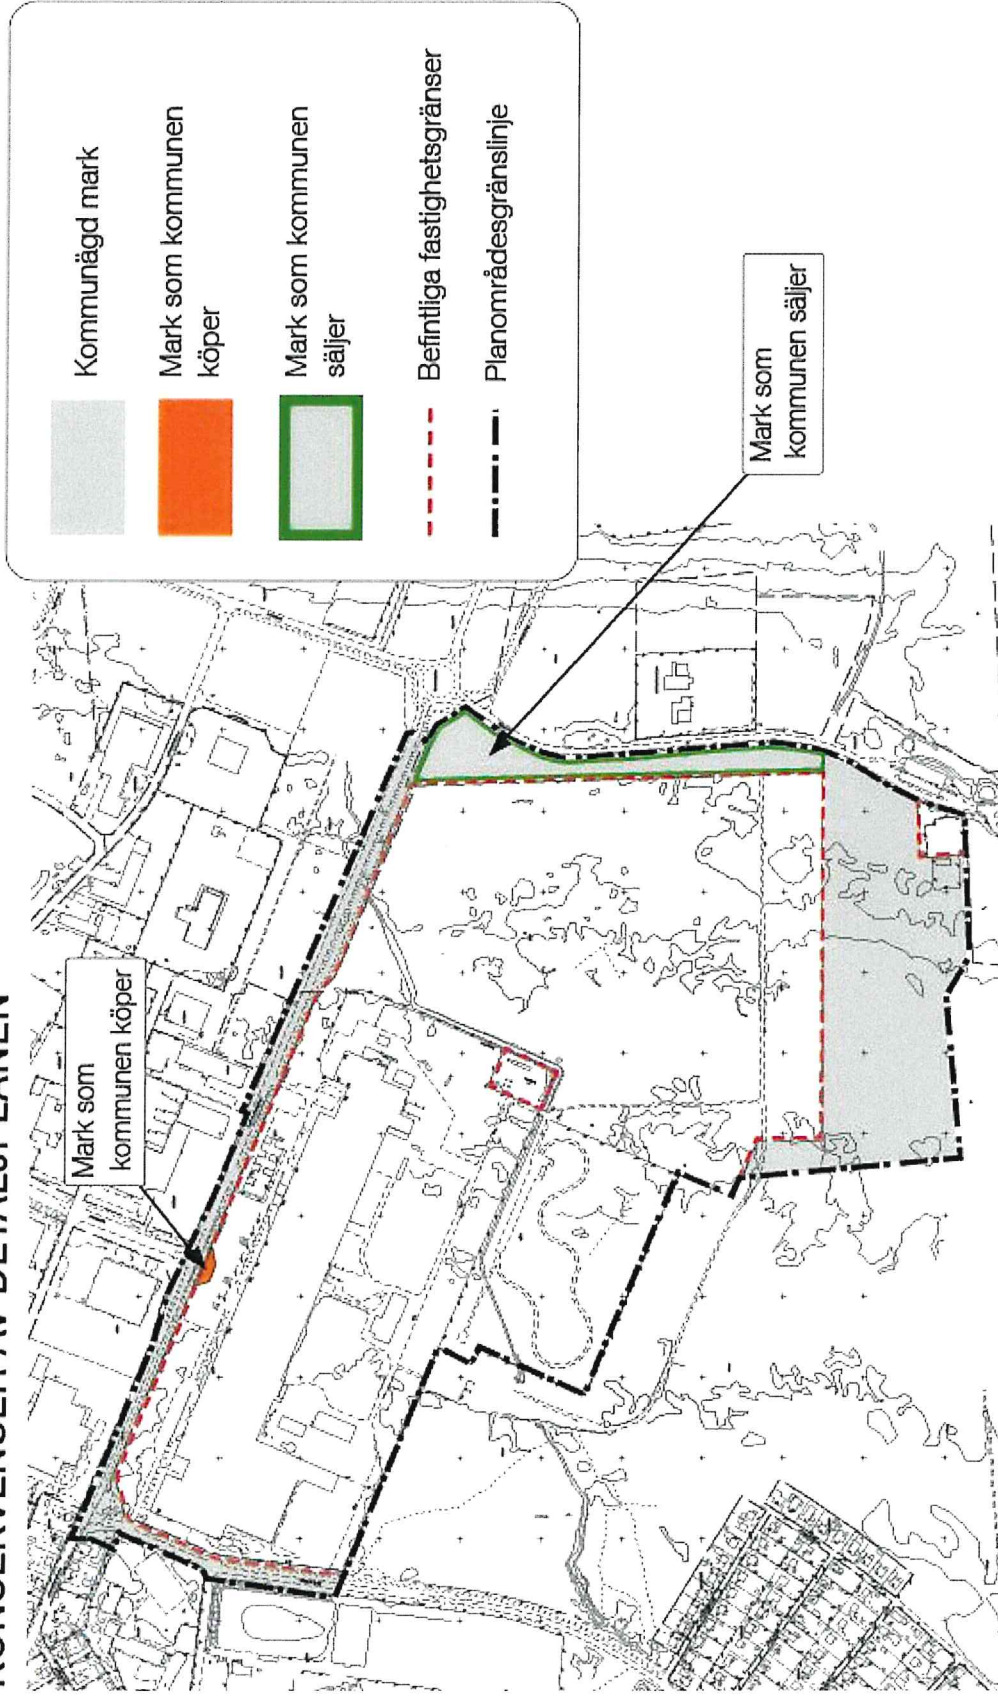 KONSEKVENSER AV DETALJPLANEN
Kommunägd mark
Mark som kommunen
köper
Mark som kommunen
säljer
Befintliga fastighetsgränser
Planområdesgränslinje
Mark som
kommunen köper
Mark som
kommunen säljer